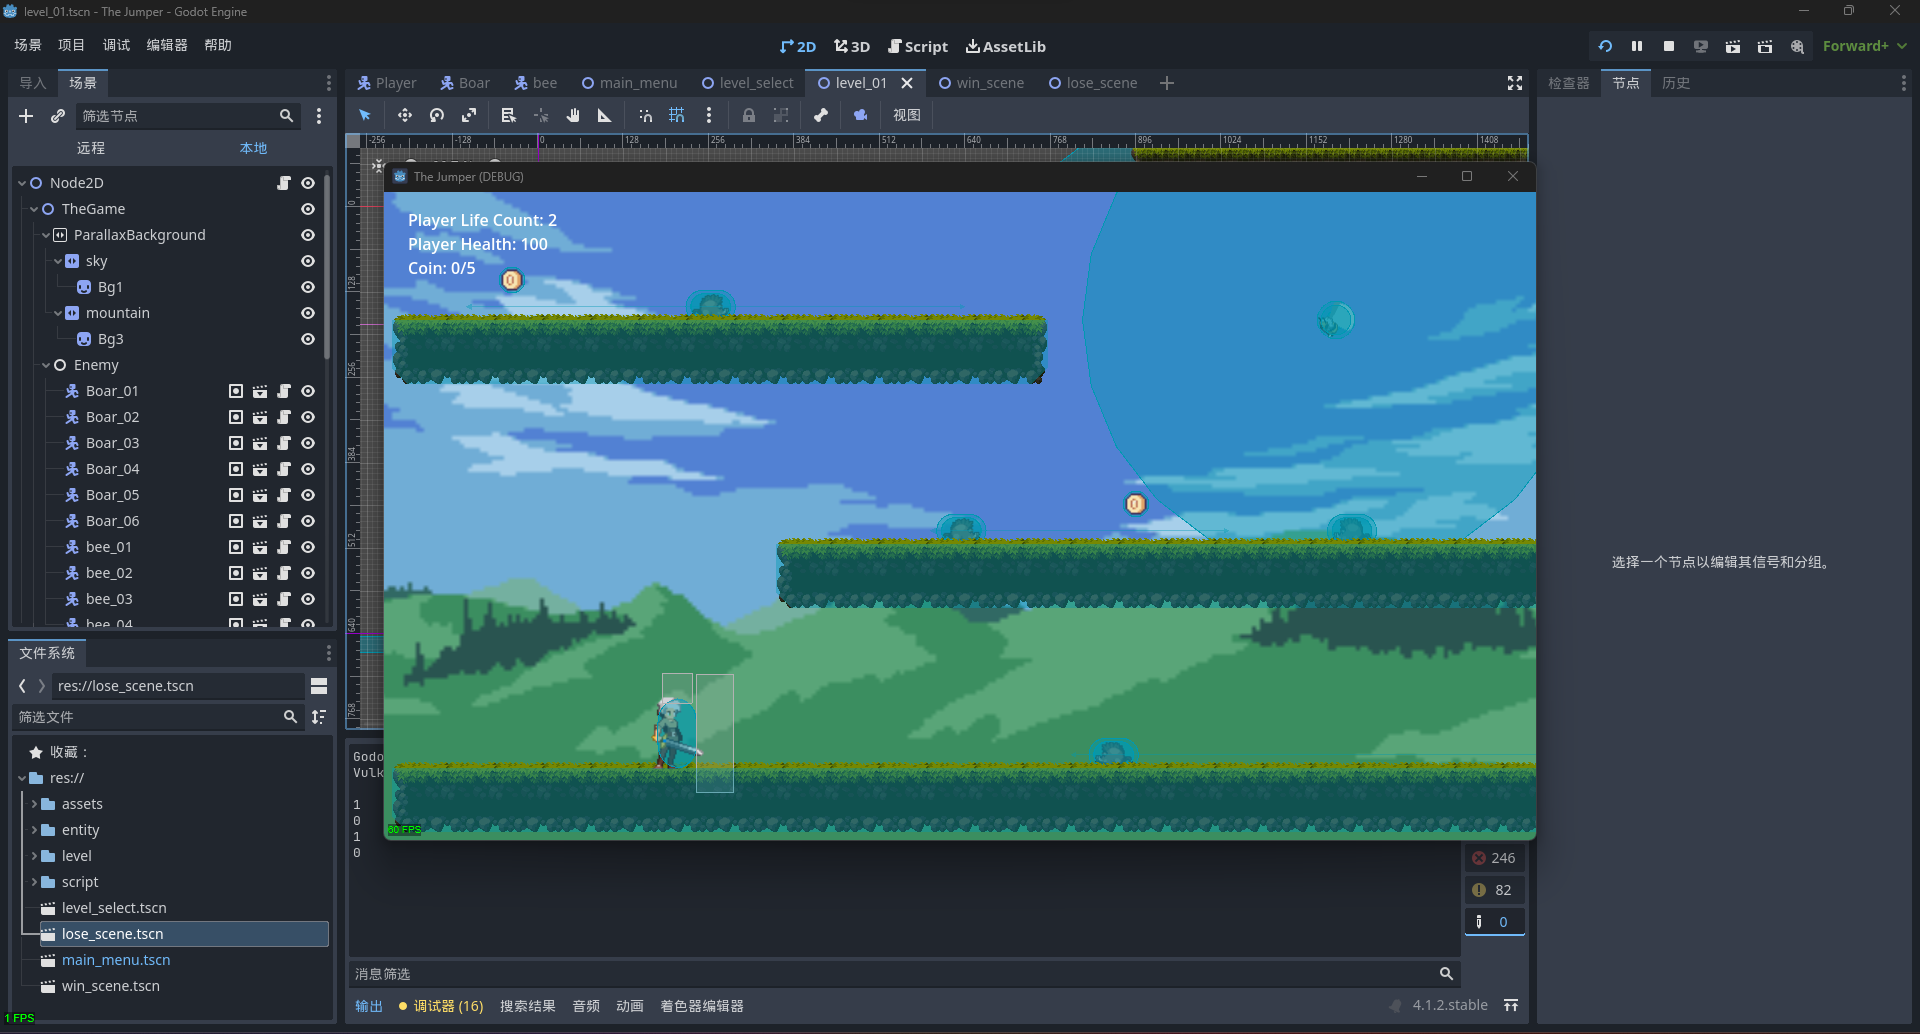 level_01.tscn - The Jumper - Godot Engine
场景 项目 调试 编辑器 帮助
2D 3D Script AssetLib
Forward+
导入 场景
Player Boar bee main_menu level_select level_01 win_scene lose_scene
检查器 节点 历史
筛选节点
视图
远程 本地
-256 -128 0 128 256 384 512 640 768 896 1024 1152 1280 1408
0
128
256
384
512
640
768
Node2D
TheGame
ParallaxBackground
sky
Bg1
mountain
Bg3
Enemy
Boar_01
Boar_02
Boar_03
Boar_04
Boar_05
Boar_06
bee_01
bee_02
bee_03
bee_04
The Jumper (DEBUG)
Player Life Count: 2
Player Health: 100
Coin: 0/5
60 FPS
选择一个节点以编辑其信号和分组。
文件系统
res://lose_scene.tscn
筛选文件
收藏：
res://
assets
entity
level
script
level_select.tscn
lose_scene.tscn
main_menu.tscn
win_scene.tscn
1 FPS
Godo
Vulk
1
0
1
0
246
82
0
消息筛选
输出 调试器 (16) 搜索结果 音频 动画 着色器编辑器
4.1.2.stable